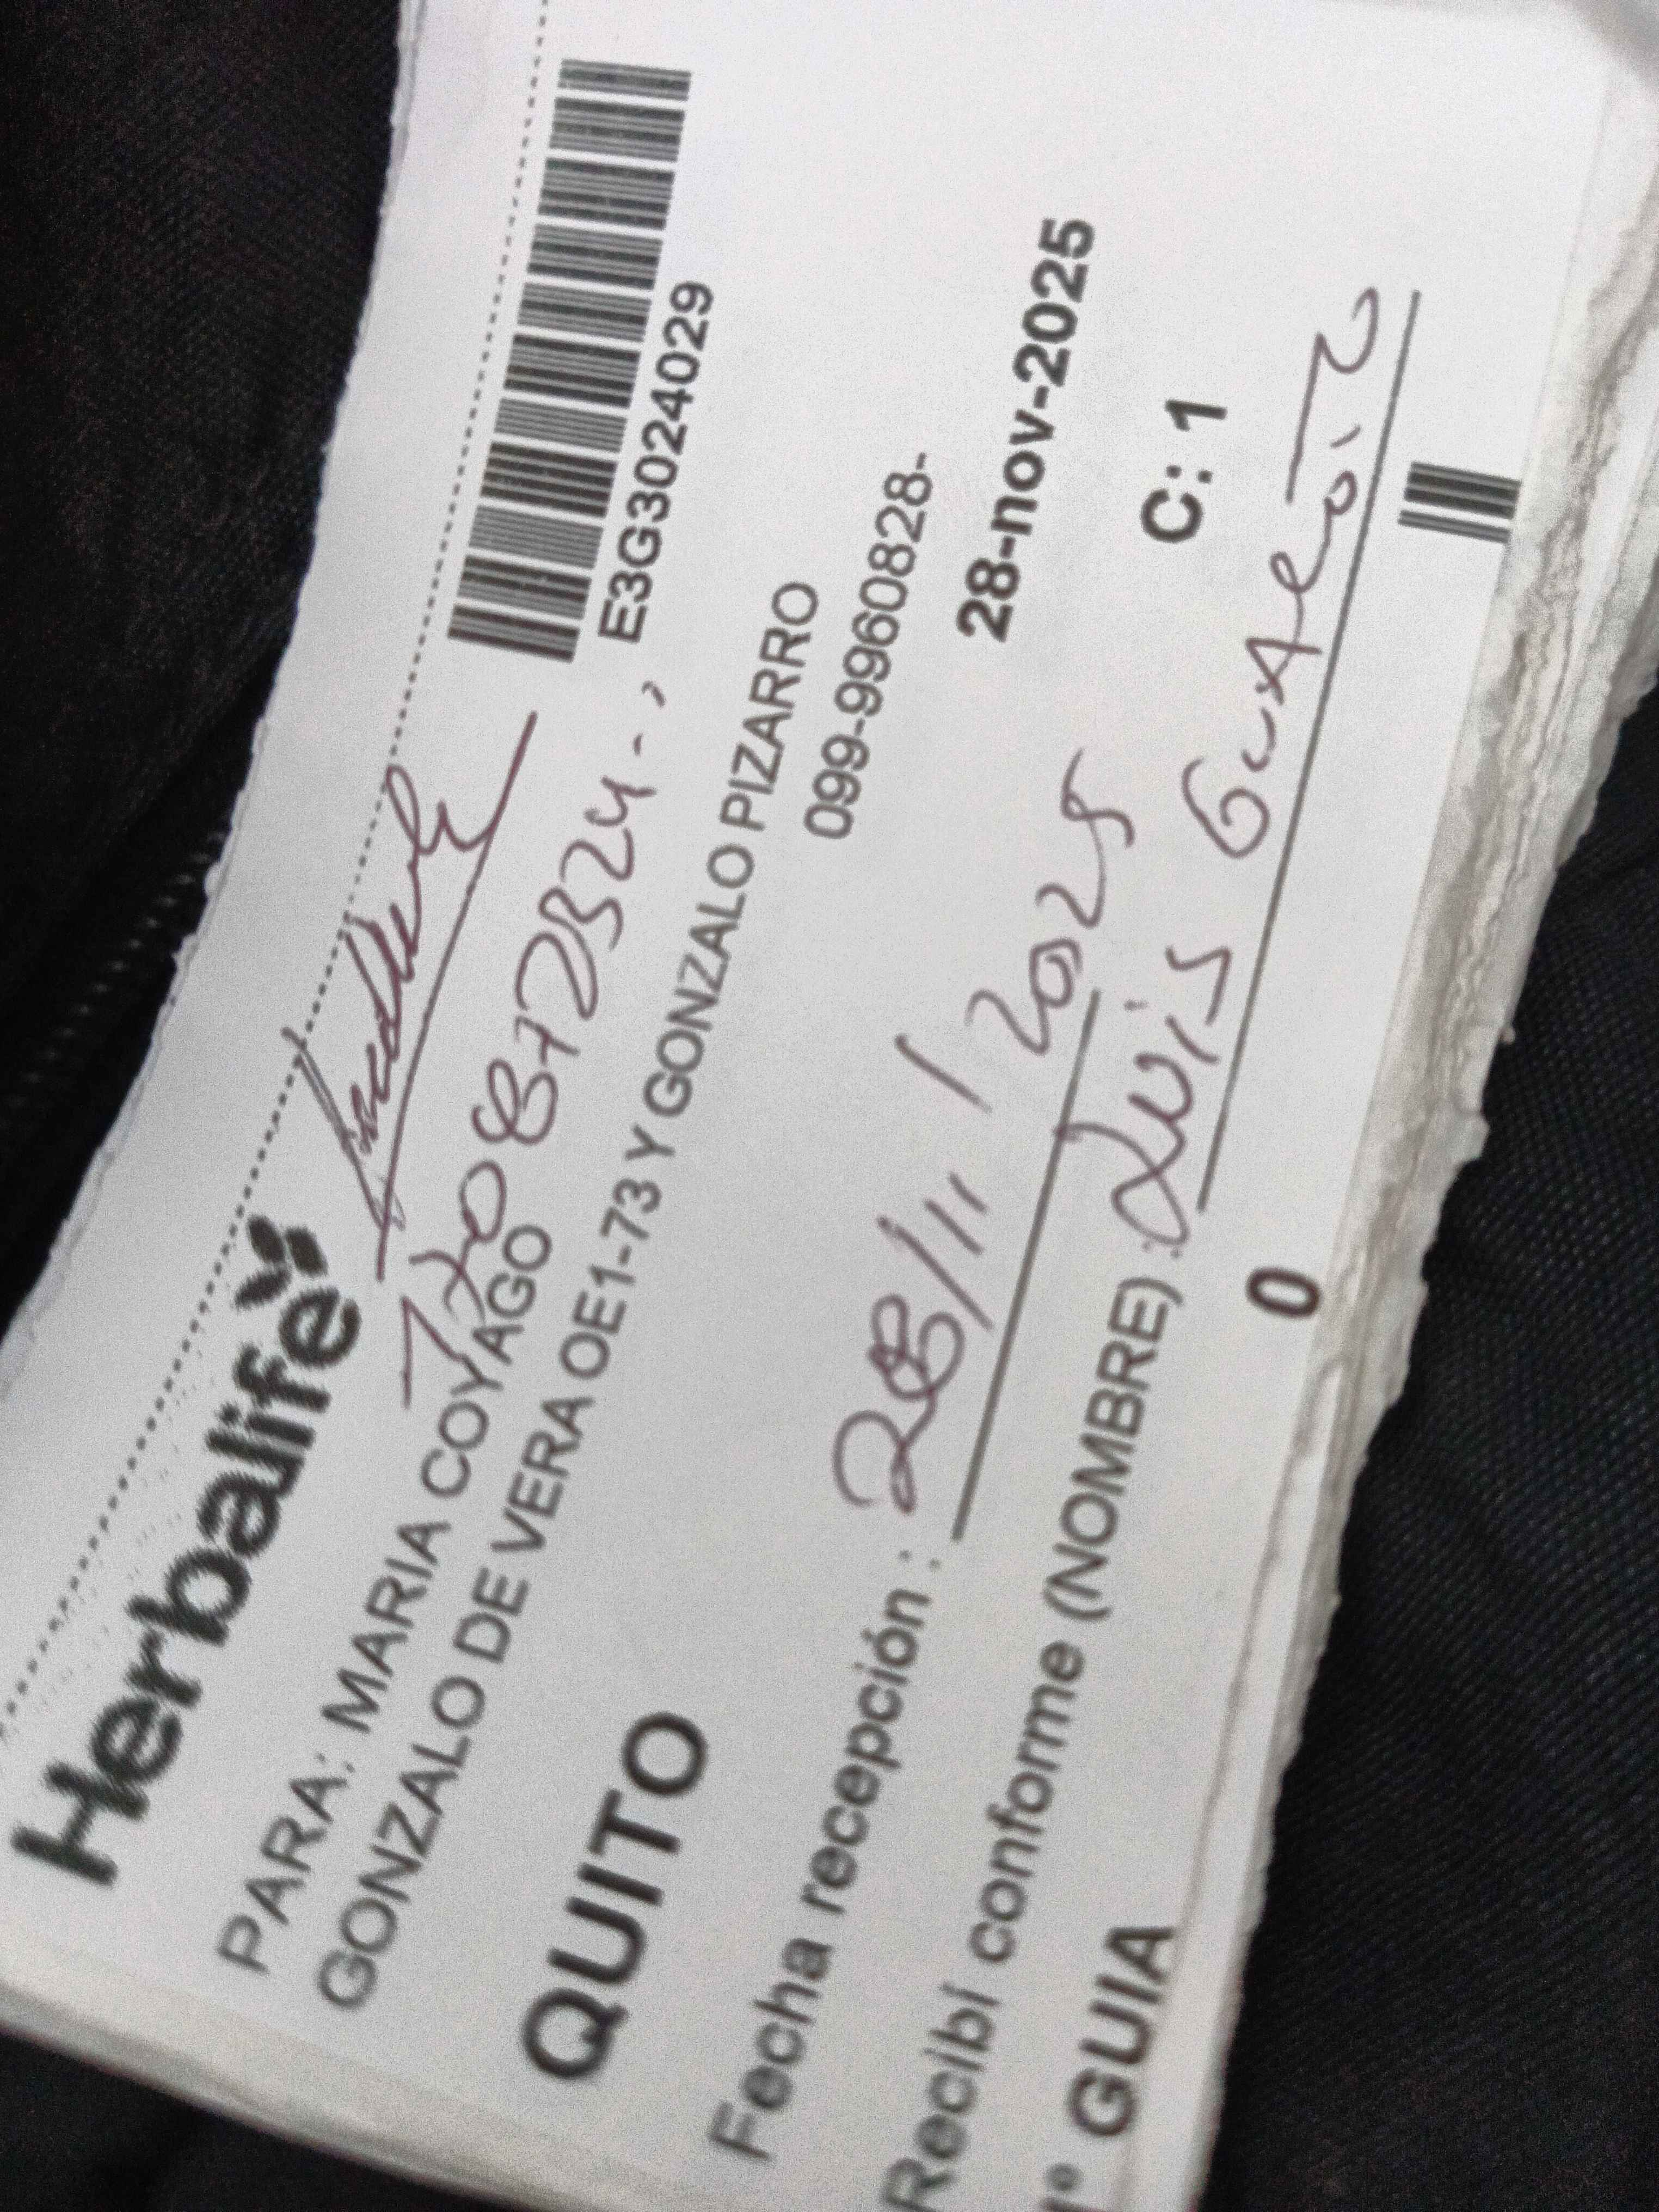 Herbalife
E3G3024029
PARA: MARIA COYAGO
GONZALO DE VERA OE1-73 Y GONZALO PIZARRO
099-9960828-
QUITO
28-nov-2025
Fecha recepción : 28/11/2025
C: 1
Recibí conforme (NOMBRE) : Luis
° GUIA
0